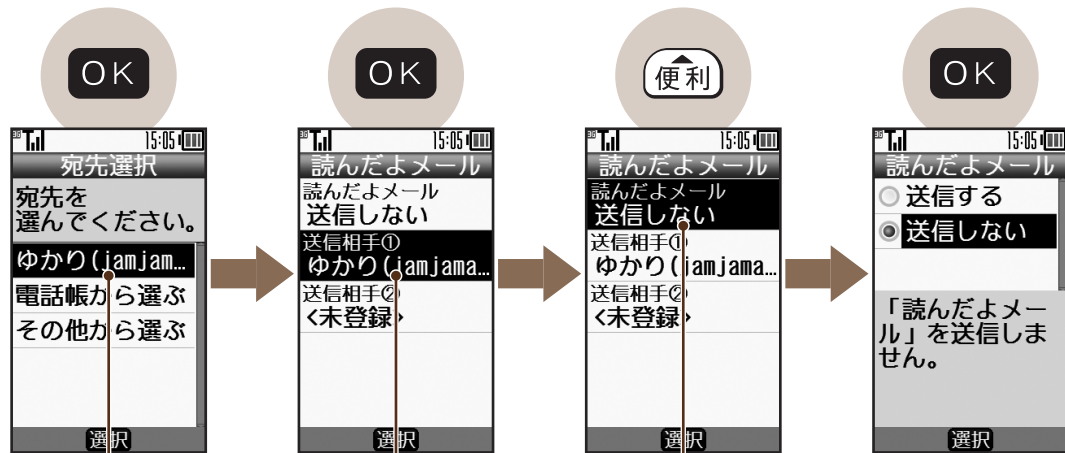 OK
15:05
宛先選択
宛先を
選んでください。
ゆかり(jamjam…
電話帳から選ぶ
その他から選ぶ
選択
OK
15:05
読んだよメール
読んだよメール
送信しない
送信相手①
ゆかり(jamjama…
送信相手②
<未登録>
選択
便利
15:05
読んだよメール
読んだよメール
送信しない
送信相手①
ゆかり(jamjama…
送信相手②
<未登録>
選択
OK
15:05
読んだよメール
送信する
送信しない
「読んだよメー
ル」を送信しま
せん。
選択